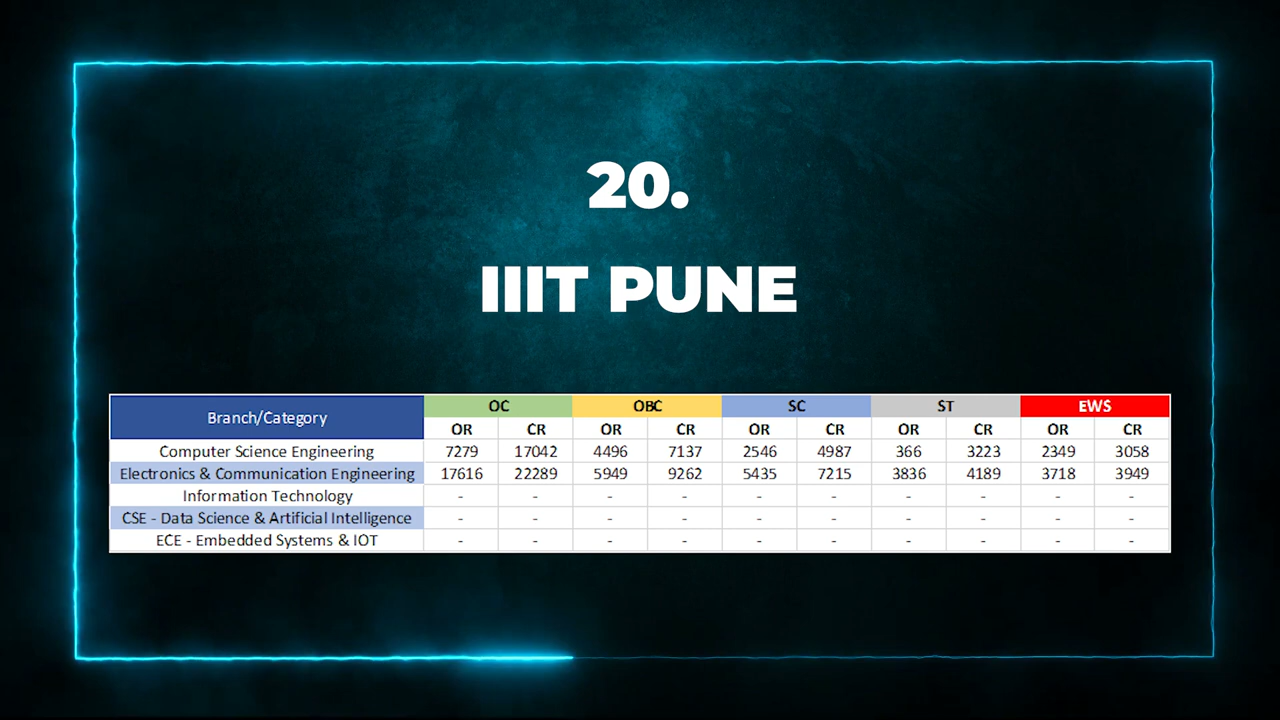 20.
IIIT PUNE
Branch/Category OC OBC SC ST EWS
OR CR OR CR OR CR OR CR OR CR
Computer Science Engineering 7279 17042 4496 7137 2546 4987 366 3223 2349 3058
Electronics & Communication Engineering 17616 22289 5949 9262 5435 7215 3836 4189 3718 3949
Information Technology - - - - - - - - - -
CSE - Data Science & Artificial Intelligence - - - - - - - - - -
ECE - Embedded Systems & IOT - - - - - - - - - -